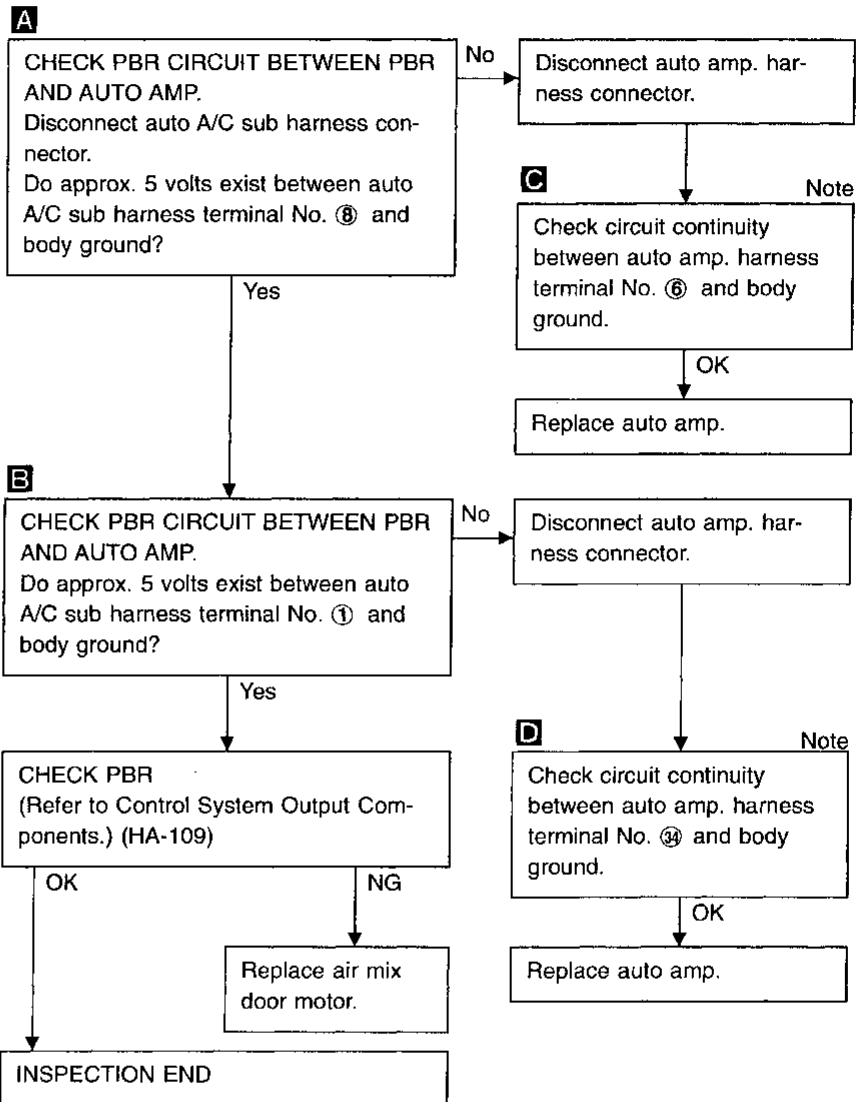 A
CHECK PBR CIRCUIT BETWEEN PBR
AND AUTO AMP.
Disconnect auto A/C sub harness con-
nector.
Do approx. 5 volts exist between auto
A/C sub harness terminal No. ⑧ and
body ground?
No
Disconnect auto amp. har-
ness connector.
C
Note
Check circuit continuity
between auto amp. harness
terminal No. ⑥ and body
ground.
OK
Replace auto amp.
Yes
B
CHECK PBR CIRCUIT BETWEEN PBR
AND AUTO AMP.
Do approx. 5 volts exist between auto
A/C sub harness terminal No. ① and
body ground?
No
Disconnect auto amp. har-
ness connector.
D
Note
Check circuit continuity
between auto amp. harness
terminal No. ㉞ and body
ground.
OK
Replace auto amp.
Yes
CHECK PBR
(Refer to Control System Output Com-
ponents.) (HA-109)
OK
NG
Replace air mix
door motor.
INSPECTION END